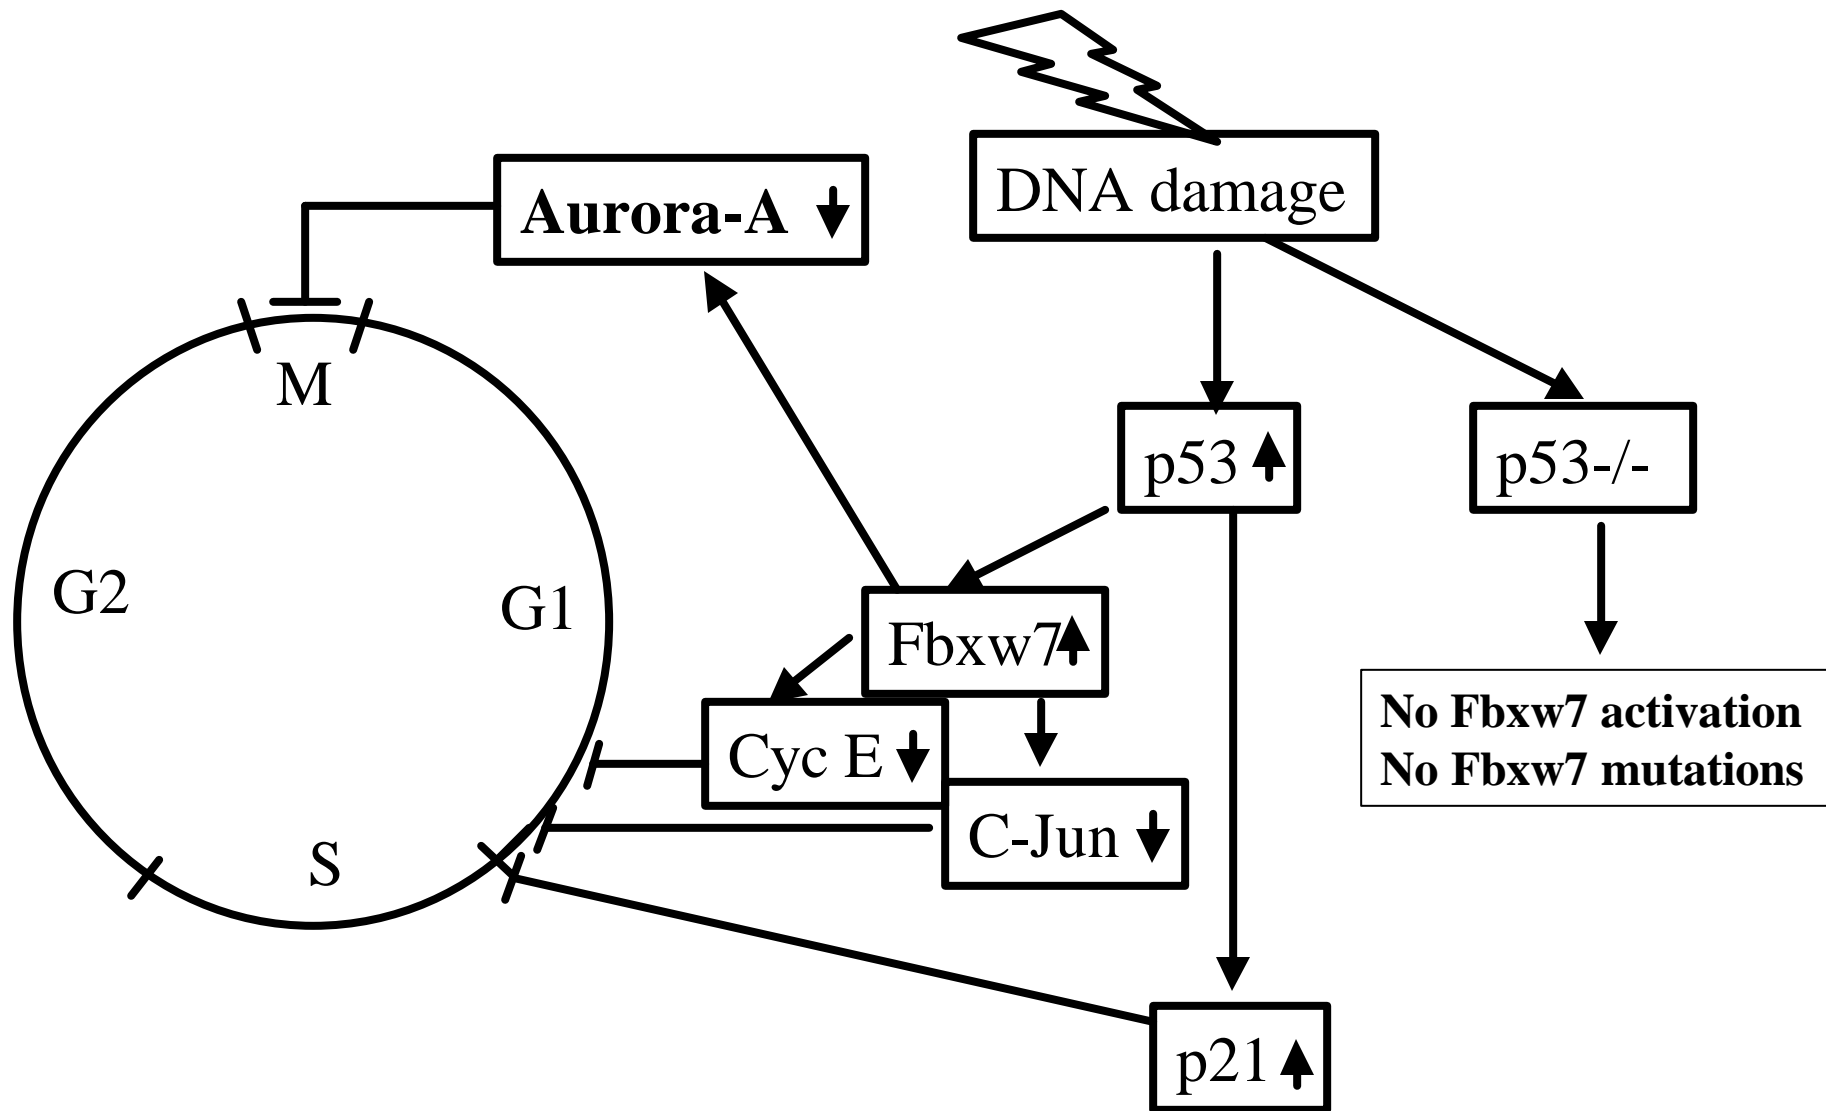 DNA damage
Aurora-A
M
p53
p53-/-
G2
G1
Fbxw7
No Fbxw7 activation
No Fbxw7 mutations
Cyc E
C-Jun
S
p21